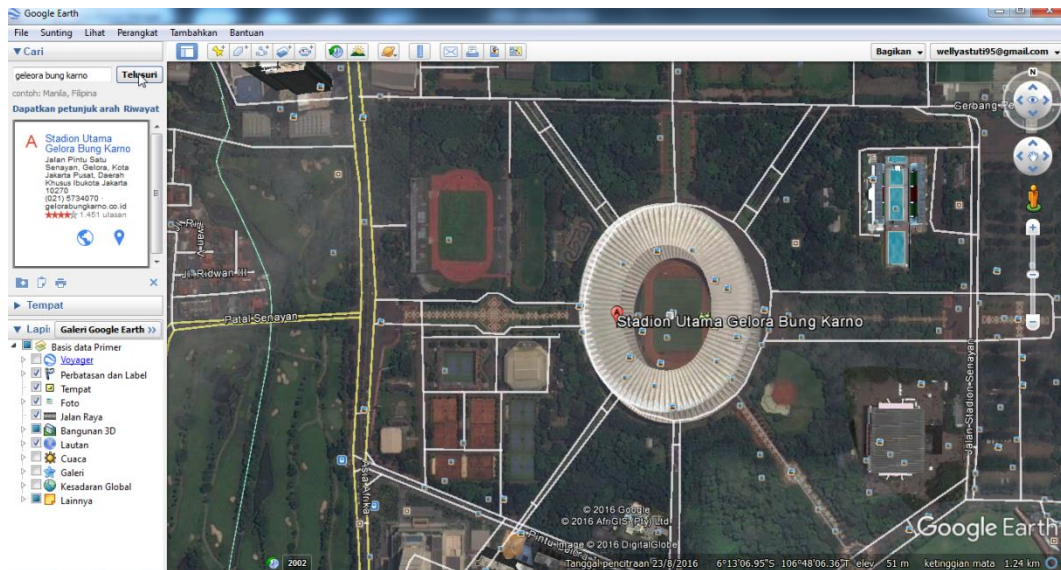 Google Earth
File Sunting Lihat Perangkat Tambahkan Bantuan
Cari
geleora bung karno
Telusuri
contoh: Manila, Filipina
Dapatkan petunjuk arah Riwayat
A
Stadion Utama
Gelora Bung Karno
Jalan Pintu Satu
Senayan, Gelora, Kota
Jakarta Pusat, Daerah
Khusus Ibukota Jakarta
10270
(021) 5734070 ·
gelorabungkarno.co.id
1.451 ulasan
Tempat
Galeri Google Earth >>
Basis data Primer
Voyager
Perbatasan dan Label
Tempat
Foto
Jalan Raya
Bangunan 3D
Lautan
Cuaca
Galeri
Kesadaran Global
Lainnya
Bagikan
wellyastuti95@gmail.com
N
Gerbang
Jl. Ridwan III
Patal Senayan
A
Stadion Utama Gelora Bung Karno
Jalan Stadion Senayan
Asia Afrika
© 2016 Google
© 2016 AfriGIS (Pty) Ltd.
Image © 2016 DigitalGlobe
Google Earth
2002
Tanggal pencitraan 23/8/2016 6°13'06.95"S 106°48'06.36"T elev 51 m ketinggian mata 1.24 km